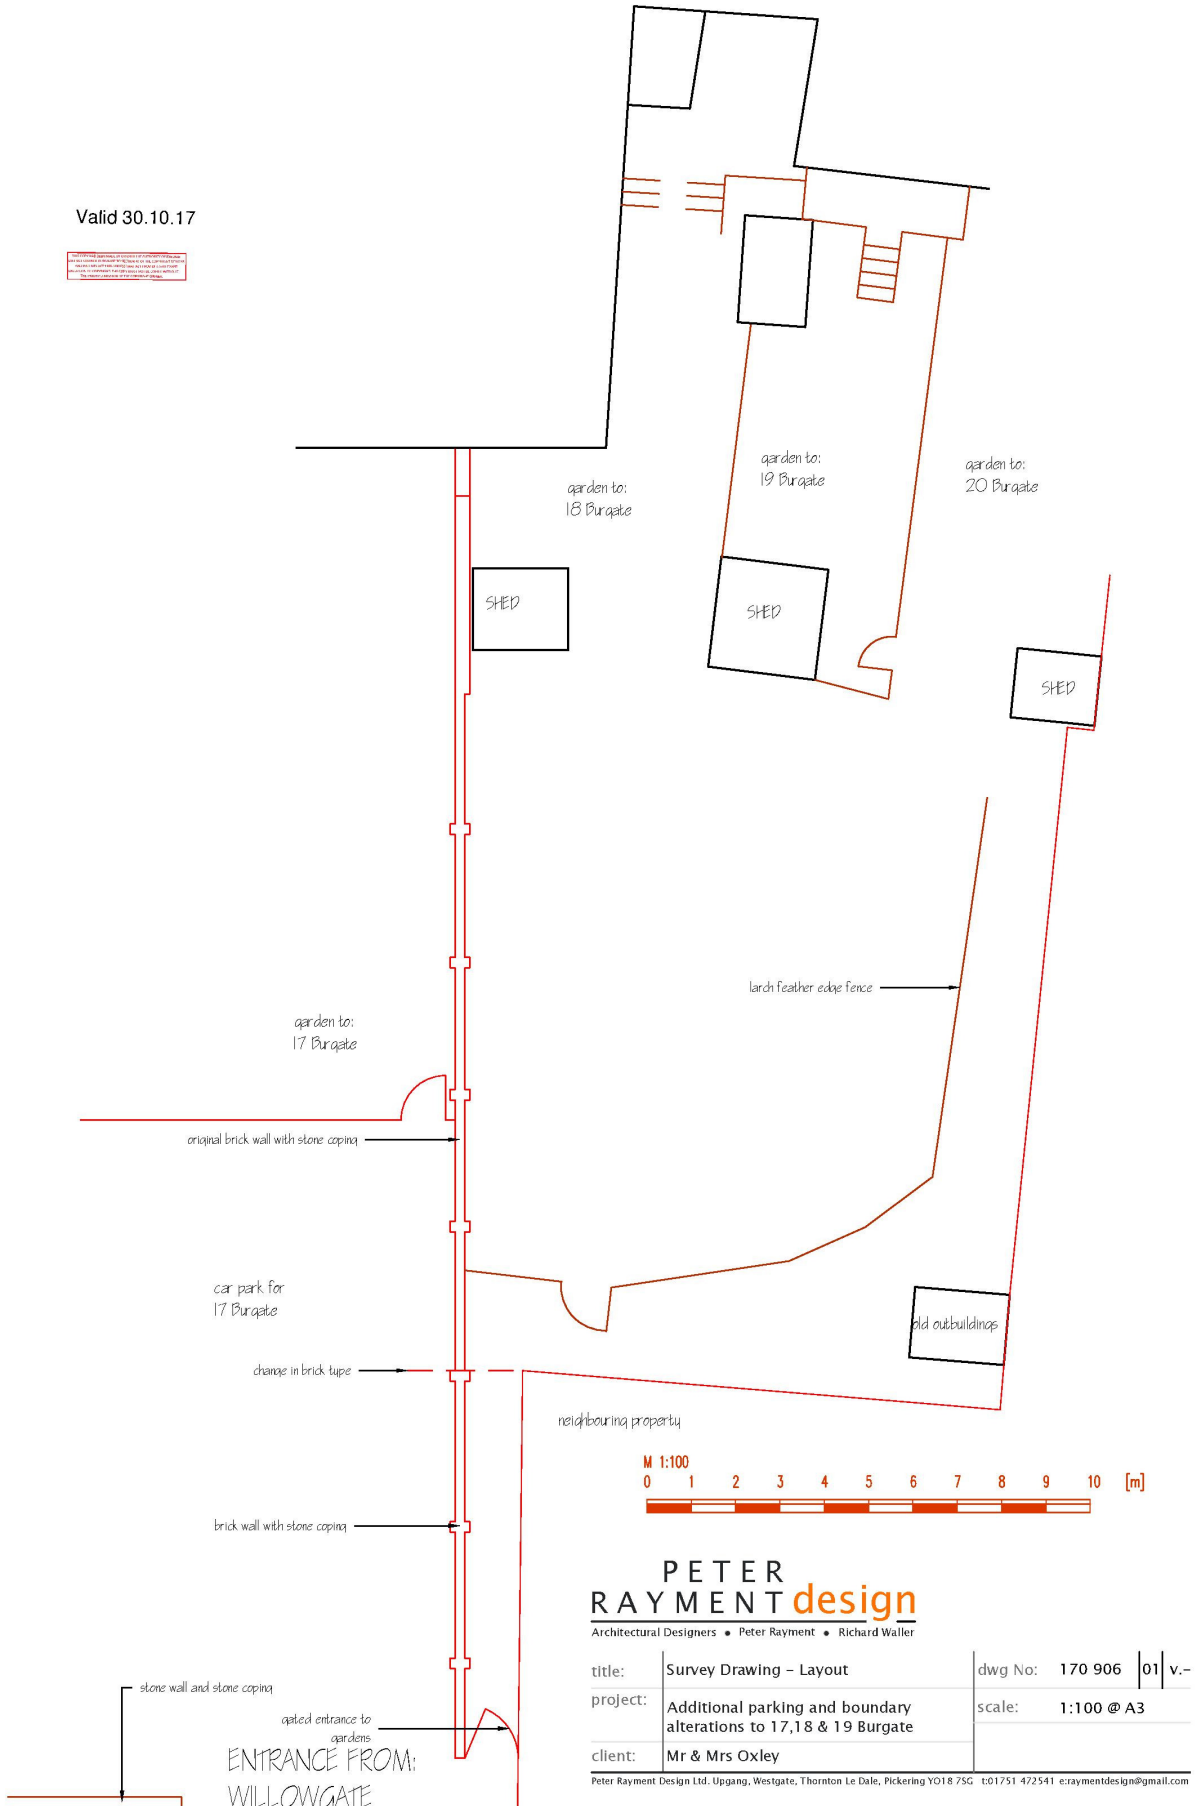 Valid 30.10.17
garden to:
18 Burgate
garden to:
19 Burgate
garden to:
20 Burgate
SHED
SHED
SHED
larch feather edge fence
garden to:
17 Burgate
original brick wall with stone coping
car park for
17 Burgate
old outbuildings
change in brick type
neighbouring property
M 1:100
0 1 2 3 4 5 6 7 8 9 10 [m]
brick wall with stone coping
PETER
RAYMENT design
Architectural Designers • Peter Rayment • Richard Waller
title: Survey Drawing - Layout
dwg No: 170 906 01 v.-
project: Additional parking and boundary
alterations to 17,18 & 19 Burgate
scale: 1:100 @ A3
client: Mr & Mrs Oxley
Peter Rayment Design Ltd. Upgang, Westgate, Thornton Le Dale, Pickering YO18 7SG t:01751 472541 e:raymentdesign@gmail.com
stone wall and stone coping
gated entrance to
gardens
ENTRANCE FROM:
WILLOWGATE